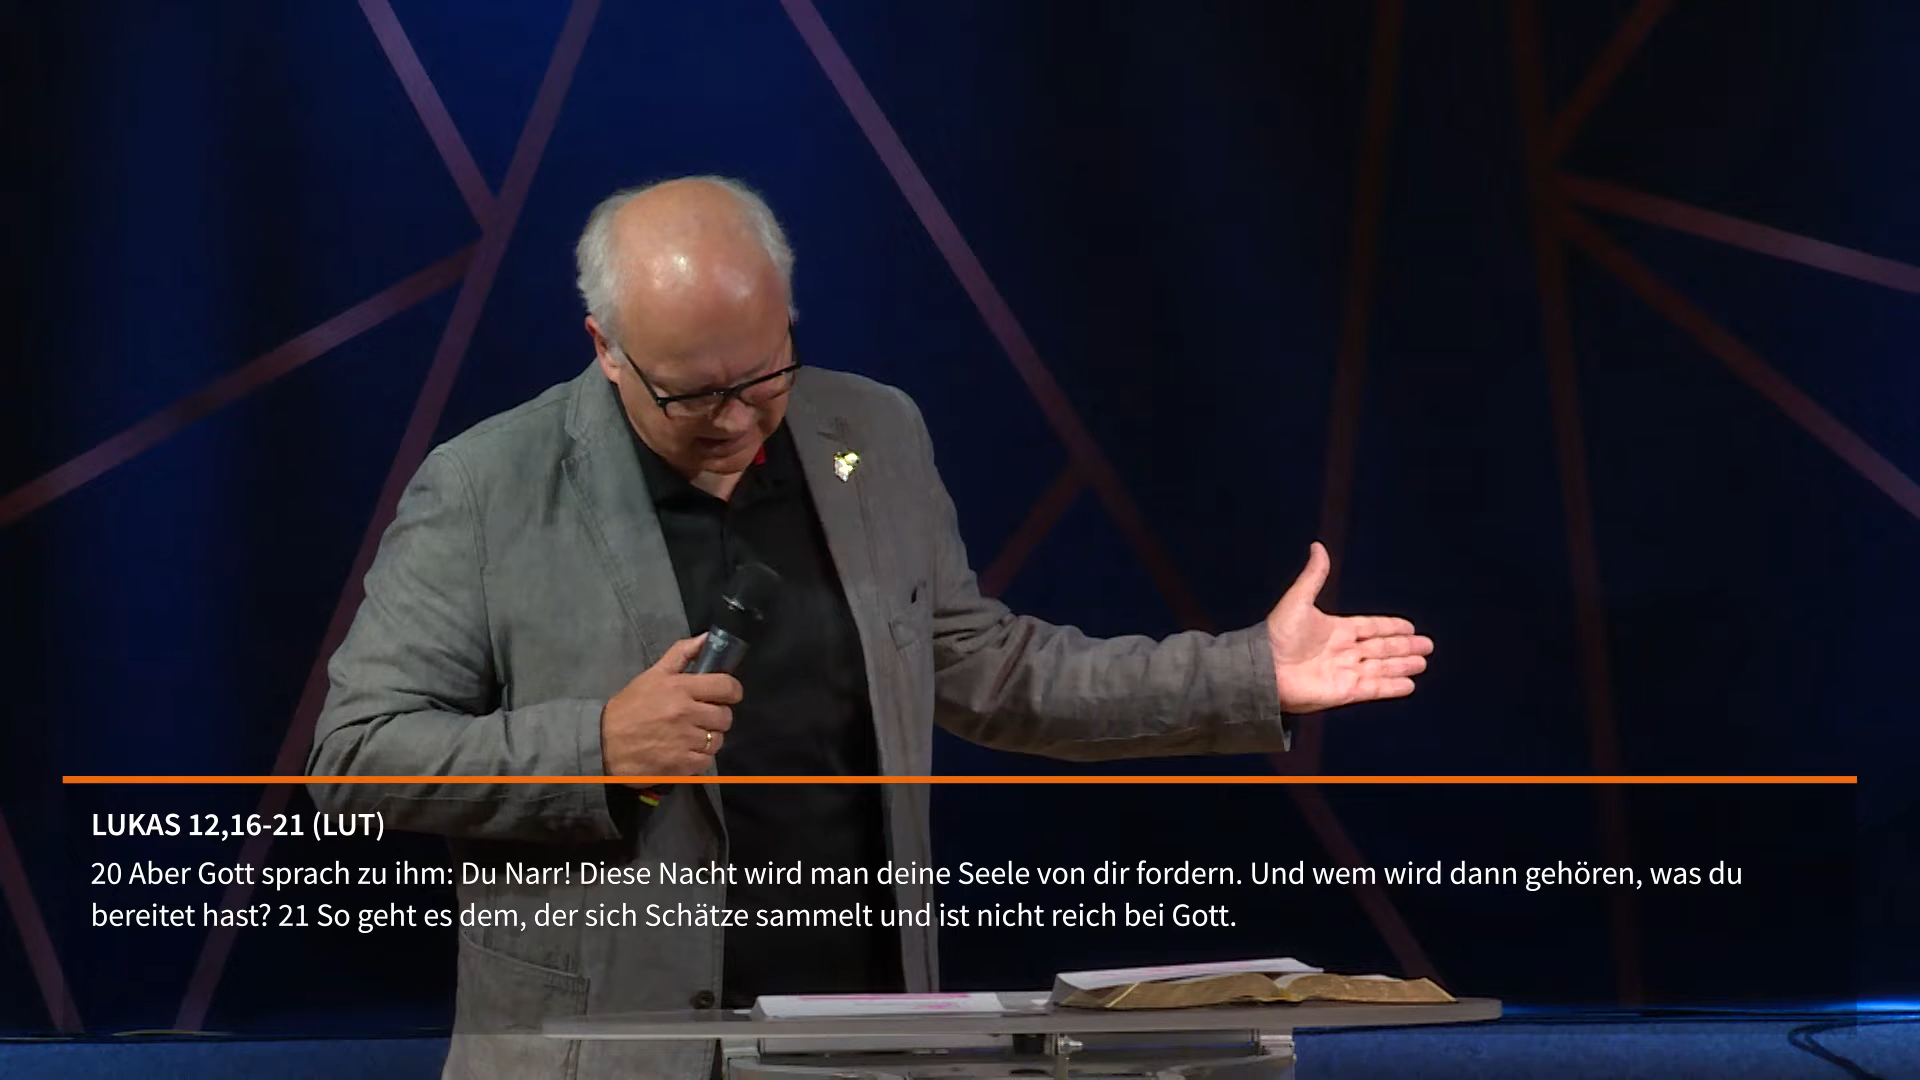 LUKAS 12,16-21 (LUT)
20 Aber Gott sprach zu ihm: Du Narr! Diese Nacht wird man deine Seele von dir fordern. Und wem wird dann gehören, was du
bereitet hast? 21 So geht es dem, der sich Schätze sammelt und ist nicht reich bei Gott.